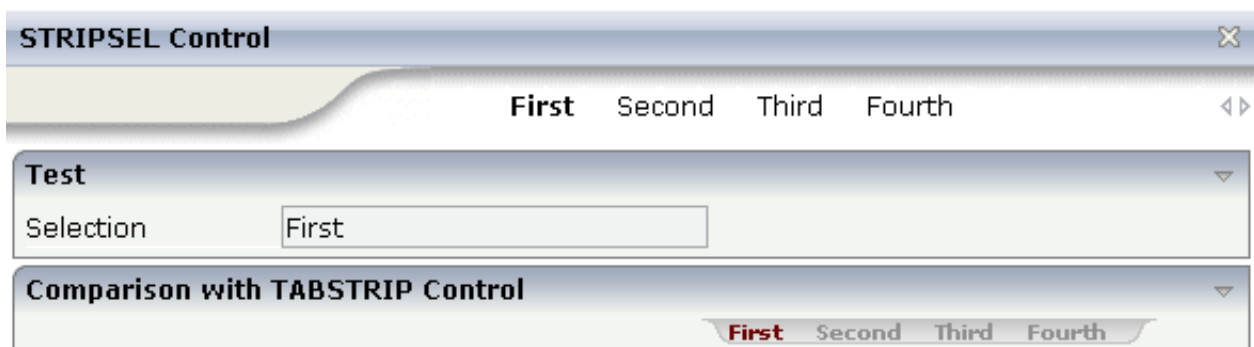 STRIPSEL Control
First Second Third Fourth
Test
Selection First
Comparison with TABSTRIP Control
First Second Third Fourth